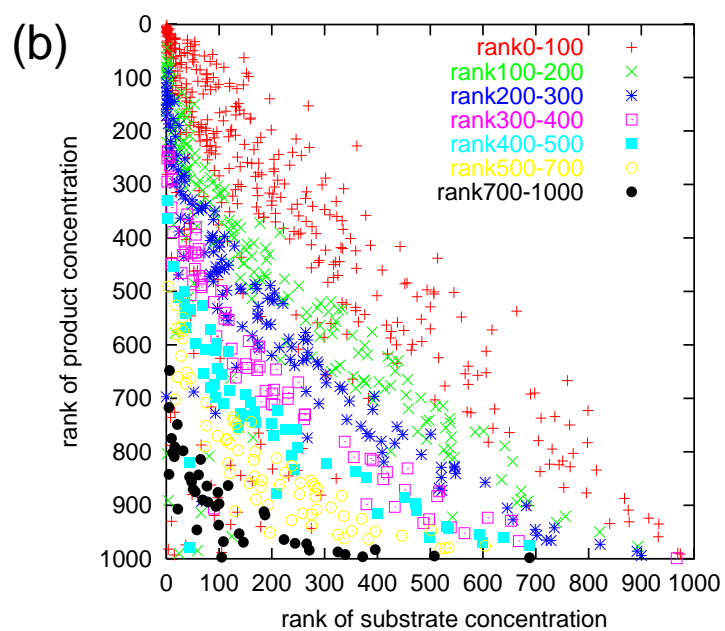 (b)
rank of product concentration
0
100
200
300
400
500
600
700
800
900
1000
rank0-100
rank100-200
rank200-300
rank300-400
rank400-500
rank500-700
rank700-1000
0 100 200 300 400 500 600 700 800 900 1000
rank of substrate concentration